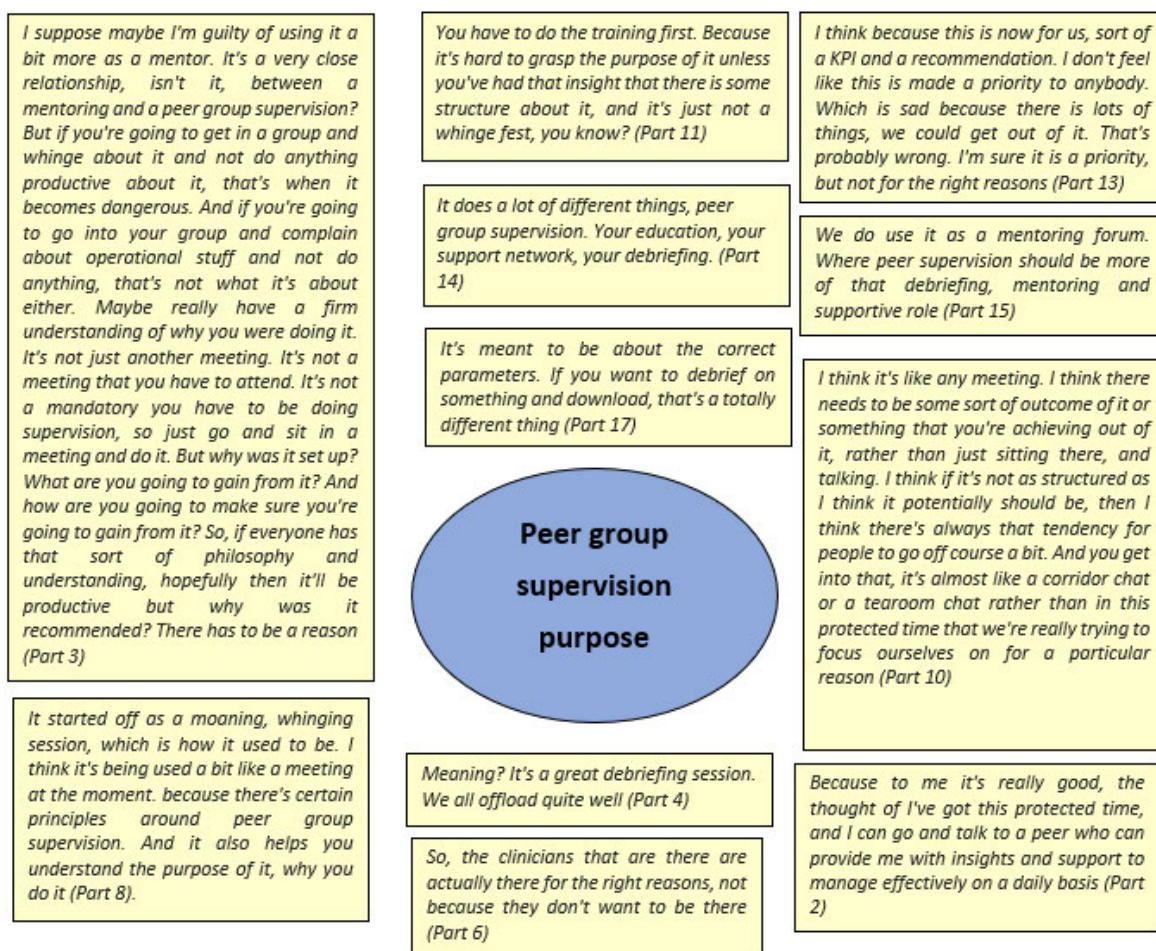 I suppose maybe I'm guilty of using it a
bit more as a mentor. It's a very close
relationship, isn't it, between a
mentoring and a peer group supervision?
But if you're going to get in a group and
whinge about it and not do anything
productive about it, that's when it
becomes dangerous. And if you're going
to go into your group and complain
about operational stuff and not do
anything, that's not what it's about
either. Maybe really have a firm
understanding of why you were doing it.
It's not just another meeting. It's not a
meeting that you have to attend. It's not
a mandatory you have to be doing
supervision, so just go and sit in a
meeting and do it. But why was it set up?
What are you going to gain from it? And
how are you going to make sure you're
going to gain from it? So, if everyone has
that sort of philosophy and
understanding, hopefully then it'll be
productive but why was it
recommended? There has to be a reason
(Part 3)
It started off as a moaning, whinging
session, which is how it used to be. I
think it's being used a bit like a meeting
at the moment. because there's certain
principles around peer group
supervision. And it also helps you
understand the purpose of it, why you
do it (Part 8).
You have to do the training first. Because
it's hard to grasp the purpose of it unless
you've had that insight that there is some
structure about it, and it's just not a
whinge fest, you know? (Part 11)
It does a lot of different things, peer
group supervision. Your education, your
support network, your debriefing. (Part
14)
It's meant to be about the correct
parameters. If you want to debrief on
something and download, that's a totally
different thing (Part 17)
Peer group
supervision
purpose
Meaning? It's a great debriefing session.
We all offload quite well (Part 4)
So, the clinicians that are there are
actually there for the right reasons, not
because they don't want to be there
(Part 6)
I think because this is now for us, sort of
a KPI and a recommendation. I don't feel
like this is made a priority to anybody.
Which is sad because there is lots of
things, we could get out of it. That's
probably wrong. I'm sure it is a priority,
but not for the right reasons (Part 13)
We do use it as a mentoring forum.
Where peer supervision should be more
of that debriefing, mentoring and
supportive role (Part 15)
I think it's like any meeting. I think there
needs to be some sort of outcome of it or
something that you're achieving out of
it, rather than just sitting there, and
talking. I think if it's not as structured as
I think it potentially should be, then I
think there's always that tendency for
people to go off course a bit. And you get
into that, it's almost like a corridor chat
or a tearoom chat rather than in this
protected time that we're really trying to
focus ourselves on for a particular
reason (Part 10)
Because to me it's really good, the
thought of I've got this protected time,
and I can go and talk to a peer who can
provide me with insights and support to
manage effectively on a daily basis (Part
2)